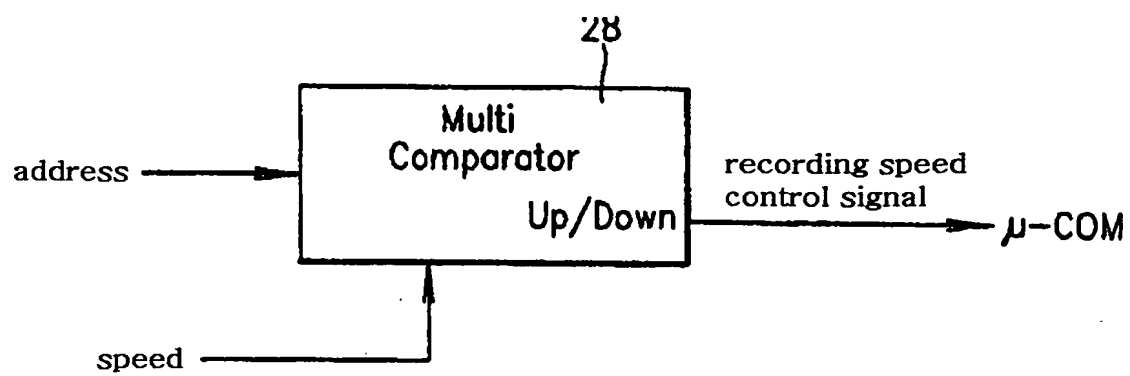 28
Multi
Comparator
address
recording speed
control signal
Up/Down
μ-COM
speed